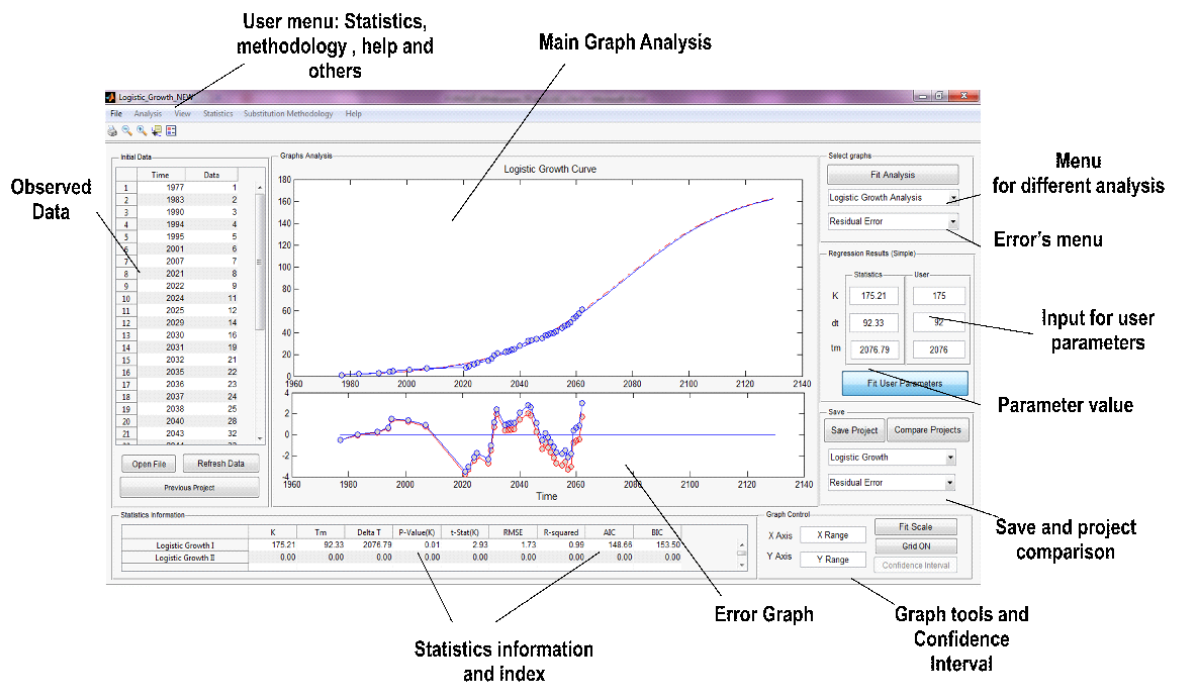 User menu: Statistics,
methodology , help and
others
Main Graph Analysis
Logistic_Growth_NEW
File Analysis View Statistics Substitution Methodology Help
Initial Data
Time Data
1 1977 1
2 1983 2
3 1990 3
4 1994 4
5 1995 5
6 2001 6
7 2007 7
8 2021 8
9 2022 9
10 2024 11
11 2025 12
12 2029 14
13 2030 16
14 2031 19
15 2032 21
16 2035 22
17 2036 23
18 2037 24
19 2038 25
20 2040 28
21 2043 32
Open File Refresh Data
Previous Project
Observed
Data
Graphs Analysis
Logistic Growth Curve
180
160
140
120
100
80
60
40
20
0
1960 1980 2000 2020 2040 2060 2080 2100 2120 2140
4
2
0
-2
-4
1960 1980 2000 2020 2040 2060 2080 2100 2120 2140
Time
Select graphs
Fit Analysis
Logistic Growth Analysis
Residual Error
Regression Results (Simple)
Statistics User
K 175.21 175
dt 92.33 92
tm 2076.79 2076
Fit User Parameters
Save
Save Project Compare Projects
Logistic Growth
Residual Error
Menu
for different analysis
Error's menu
Input for user
parameters
Parameter value
Save and project
comparison
Statistics Information
K Tm Delta T P-Value(K) t-Stat(K) RMSE R-squared AIC BIC
Logistic Growth I 175.21 92.33 2076.79 0.01 2.93 1.73 0.99 148.66 153.50
Logistic Growth II 0.00 0.00 0.00 0.00 0.00 0.00 0.00 0.00 0.00
Graph Control
X Axis X Range
Y Axis Y Range
Fit Scale
Grid ON
Confidence Interval
Statistics information
and index
Error Graph
Graph tools and
Confidence
Interval